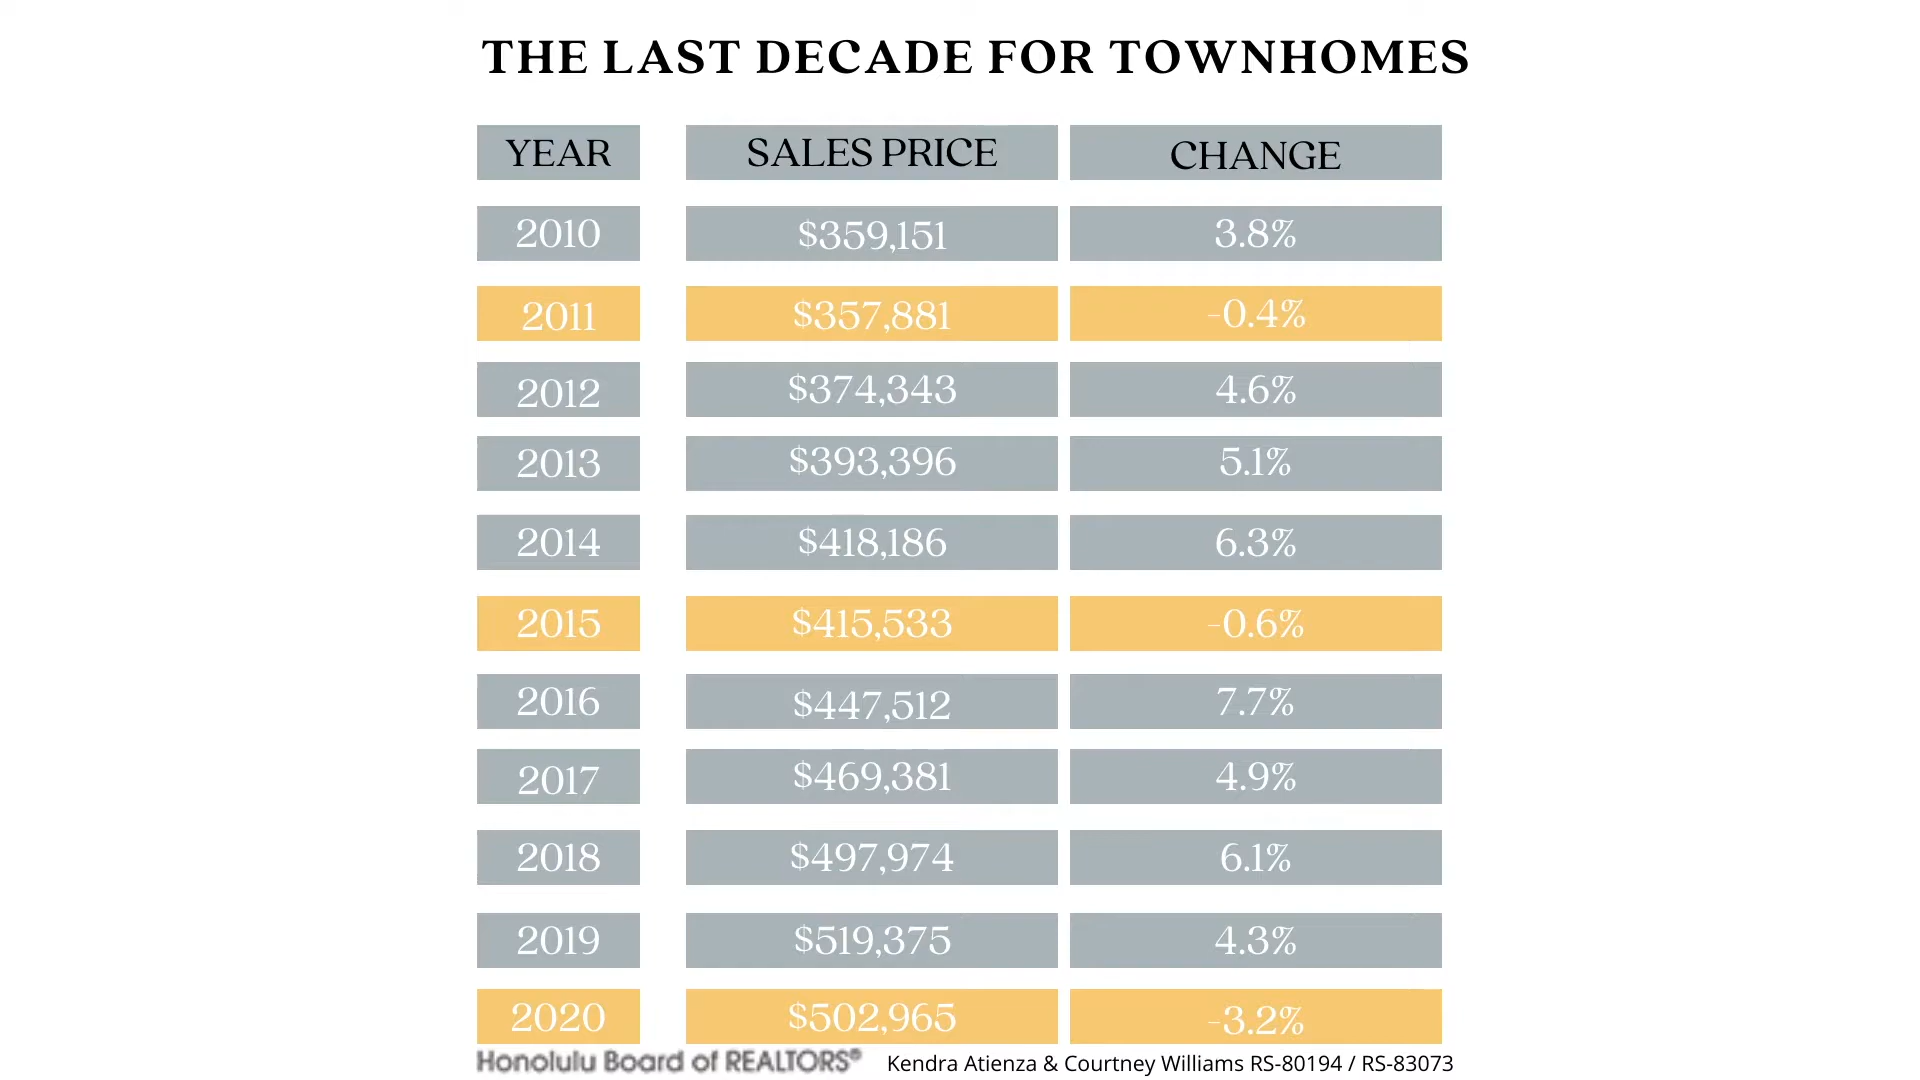 THE LAST DECADE FOR TOWNHOMES
YEAR SALES PRICE CHANGE
2010 $359,151 3.8%
2011 $357,881 -0.4%
2012 $374,343 4.6%
2013 $393,396 5.1%
2014 $418,186 6.3%
2015 $415,533 -0.6%
2016 $447,512 7.7%
2017 $469,381 4.9%
2018 $497,974 6.1%
2019 $519,375 4.3%
2020 $502,965 -3.2%
Honolulu Board of REALTORS® Kendra Atienza & Courtney Williams RS-80194 / RS-83073